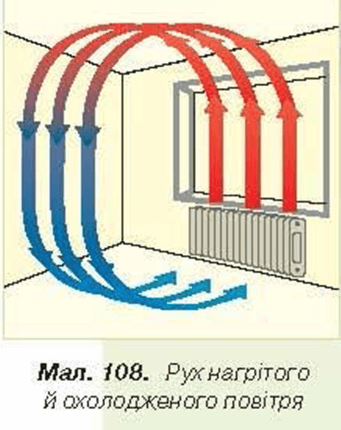 Мал. 108. Рух нагрітого
й охолодженого повітря